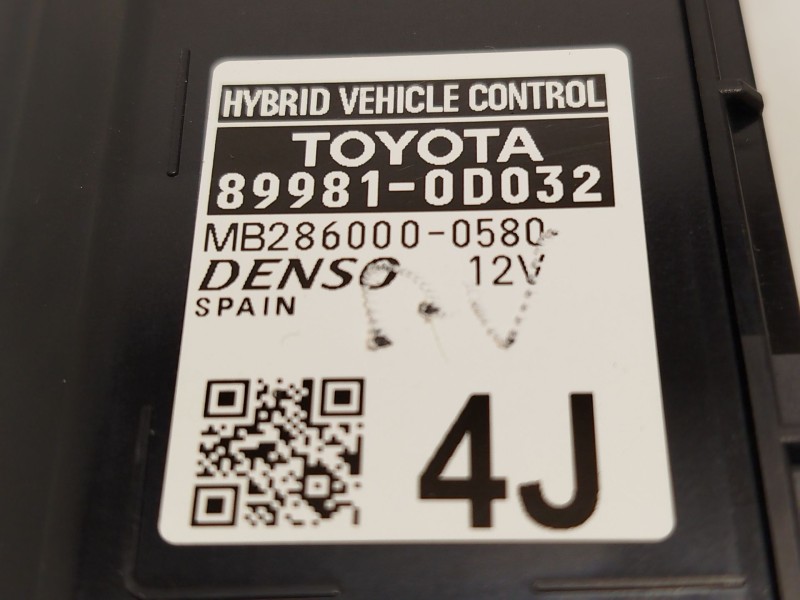 HYBRID VEHICLE CONTROL
TOYOTA
89981-0D032
MB286000-0580
DENSO 12V
SPAIN
4J